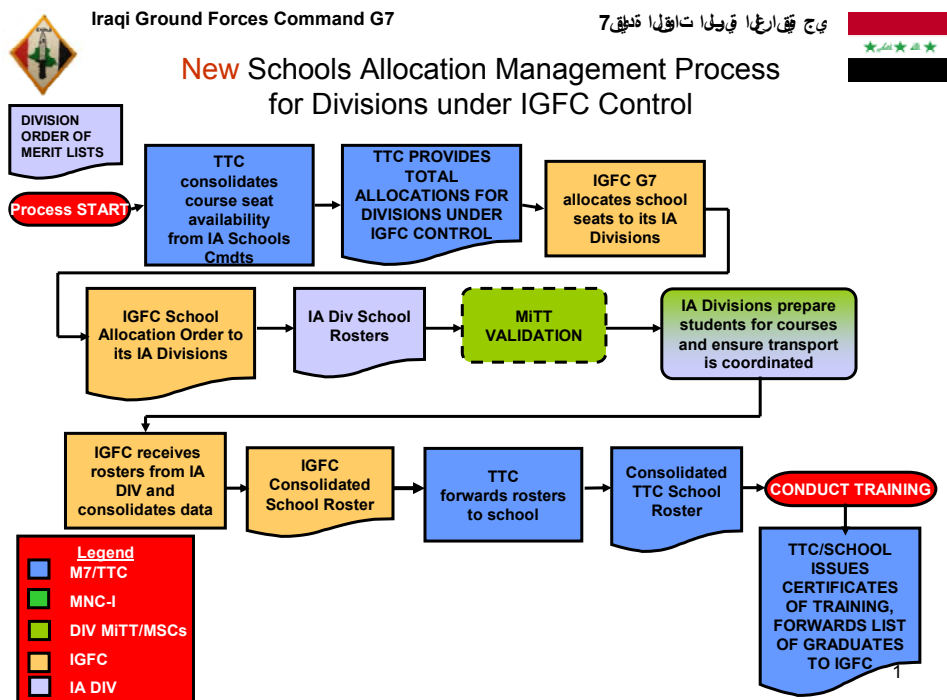 Iraqi Ground Forces Command G7
New Schools Allocation Management Process
for Divisions under IGFC Control
DIVISION
ORDER OF
MERIT LISTS
Process START
TTC
consolidates
course seat
availability
from IA Schools
Cmdts
TTC PROVIDES
TOTAL
ALLOCATIONS FOR
DIVISIONS UNDER
IGFC CONTROL
IGFC G7
allocates school
seats to its IA
Divisions
IGFC School
Allocation Order to
its IA Divisions
IA Div School
Rosters
MiTT
VALIDATION
IA Divisions prepare
students for courses
and ensure transport
is coordinated
IGFC receives
rosters from IA
DIV and
consolidates data
IGFC
Consolidated
School Roster
TTC
forwards rosters
to school
Consolidated
TTC School
Roster
CONDUCT TRAINING
TTC/SCHOOL
ISSUES
CERTIFICATES
OF TRAINING,
FORWARDS LIST
OF GRADUATES
TO IGFC
1
Legend
M7/TTC
MNC-I
DIV MiTT/MSCs
IGFC
IA DIV